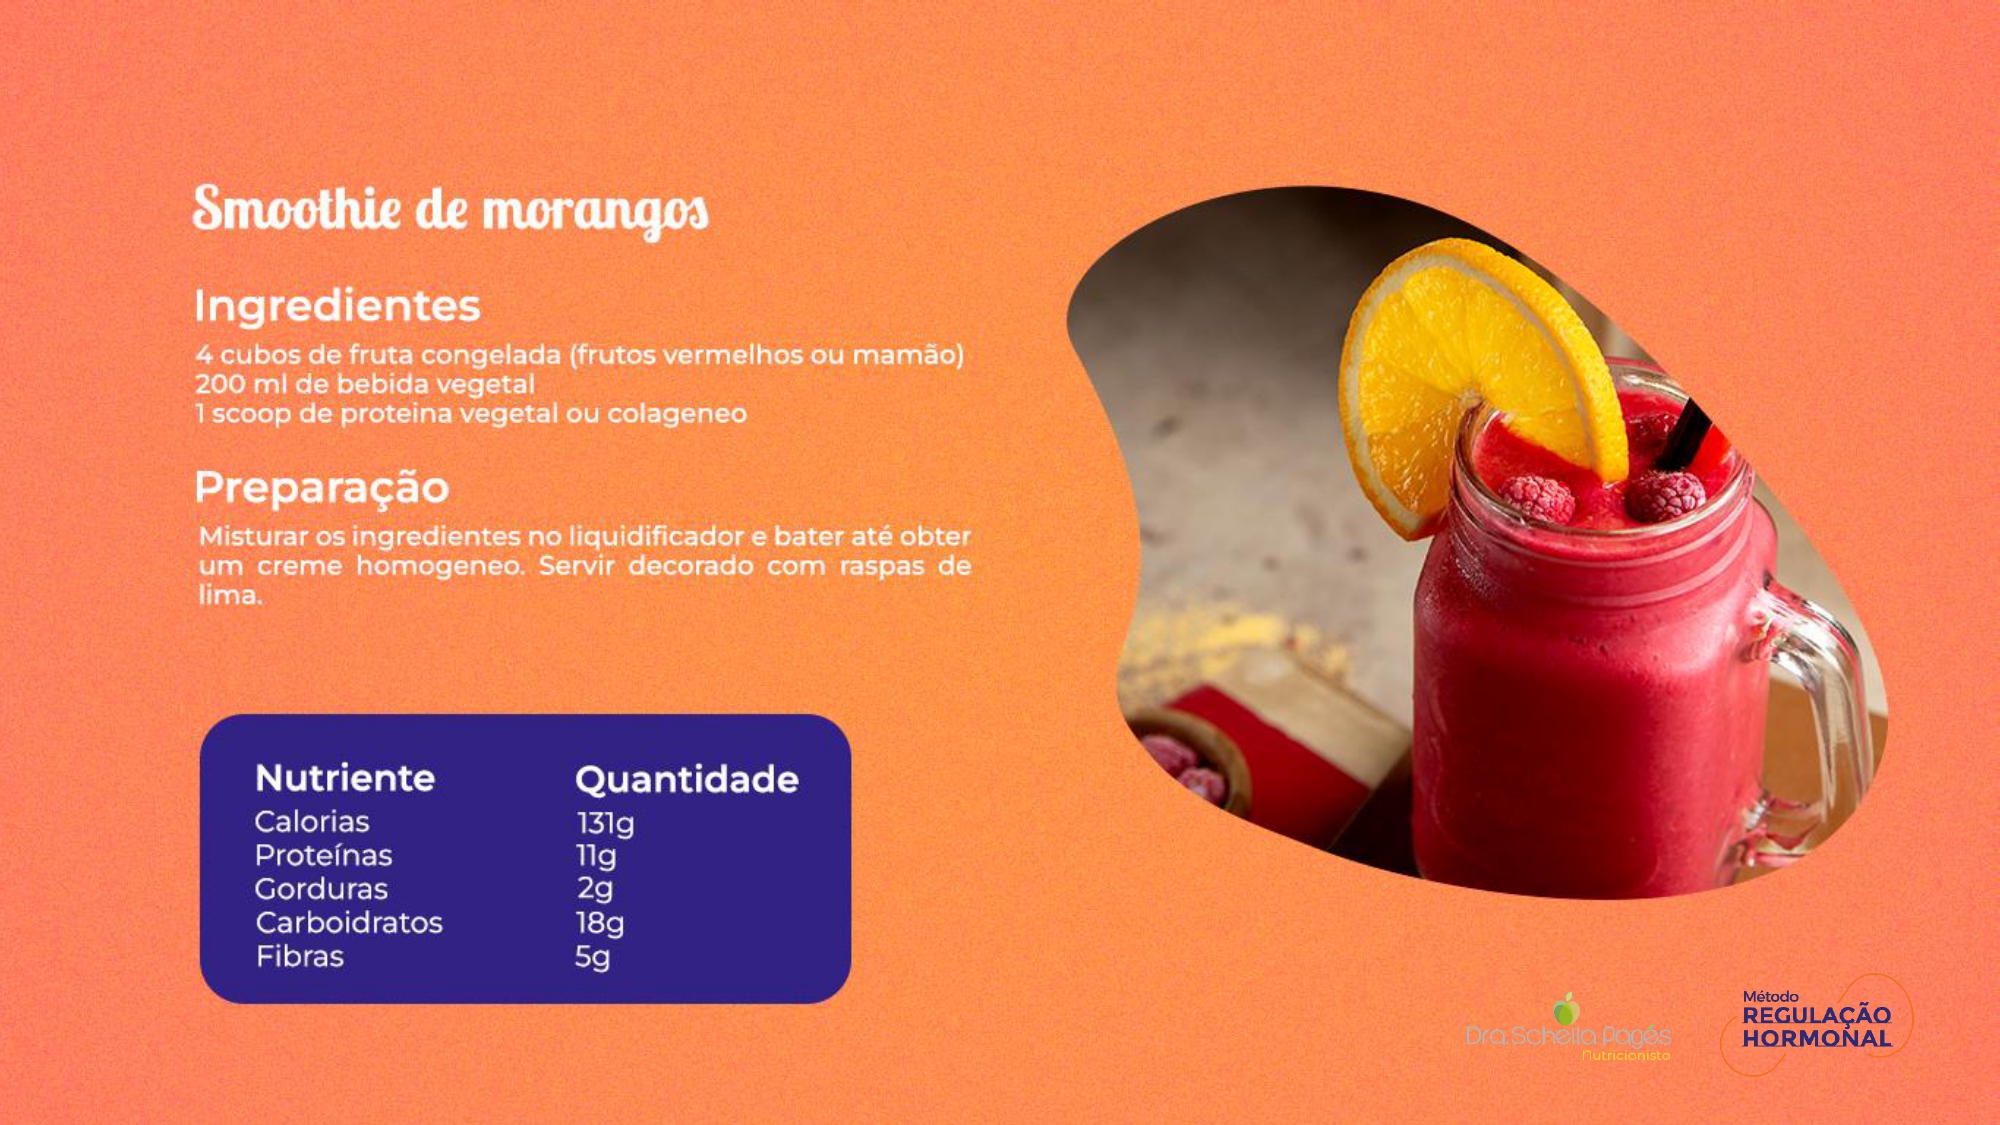 Smoothie de morangos
Ingredientes
4 cubos de fruta congelada (frutos vermelhos ou mamão)
200 ml de bebida vegetal
1 scoop de proteina vegetal ou colageneo
Preparação
Misturar os ingredientes no liquidificador e bater até obter
um creme homogeneo. Servir decorado com raspas de
lima.
Nutriente Quantidade
Calorias 131g
Proteínas 11g
Gorduras 2g
Carboidratos 18g
Fibras 5g
Dra. Scheila Pagés
Nutricionista
Método
REGULAÇÃO
HORMONAL